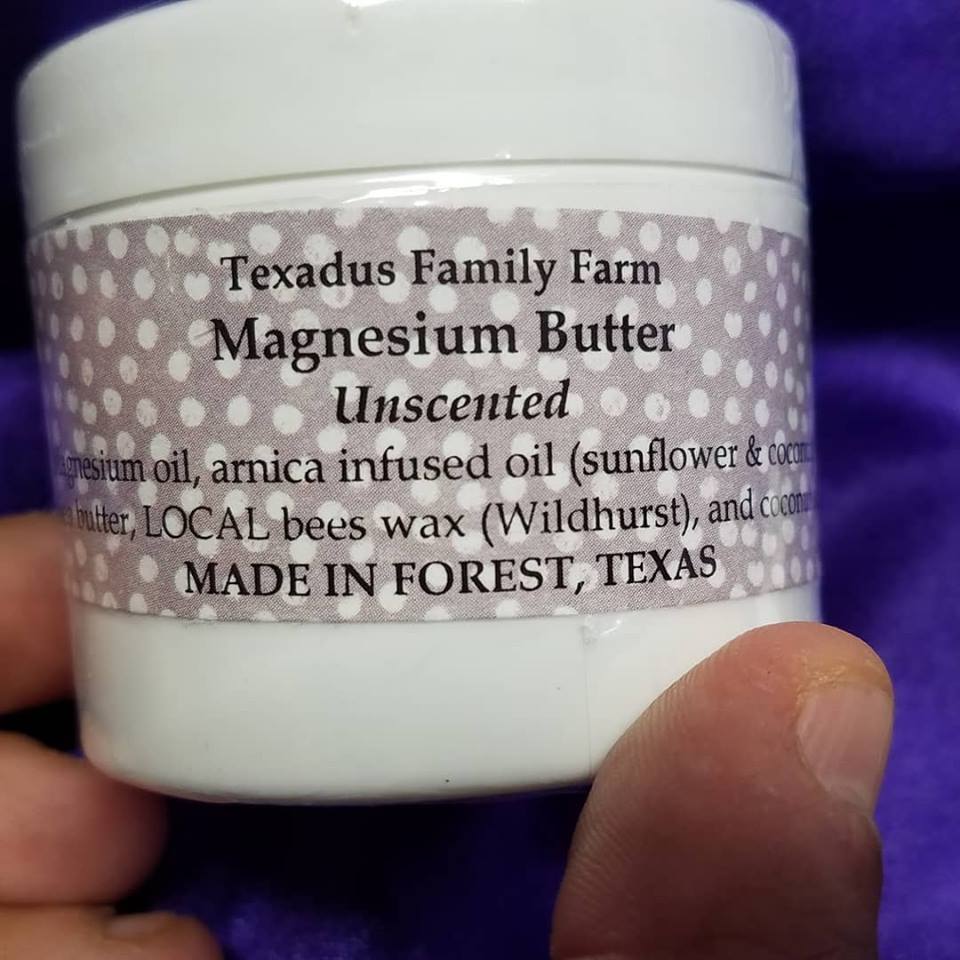 Texadus Family Farm
Magnesium Butter
Unscented
oil, arnica infused oil (sunflower &
butter, LOCAL bees wax (Wildhurst), and
MADE IN FOREST, TEXAS